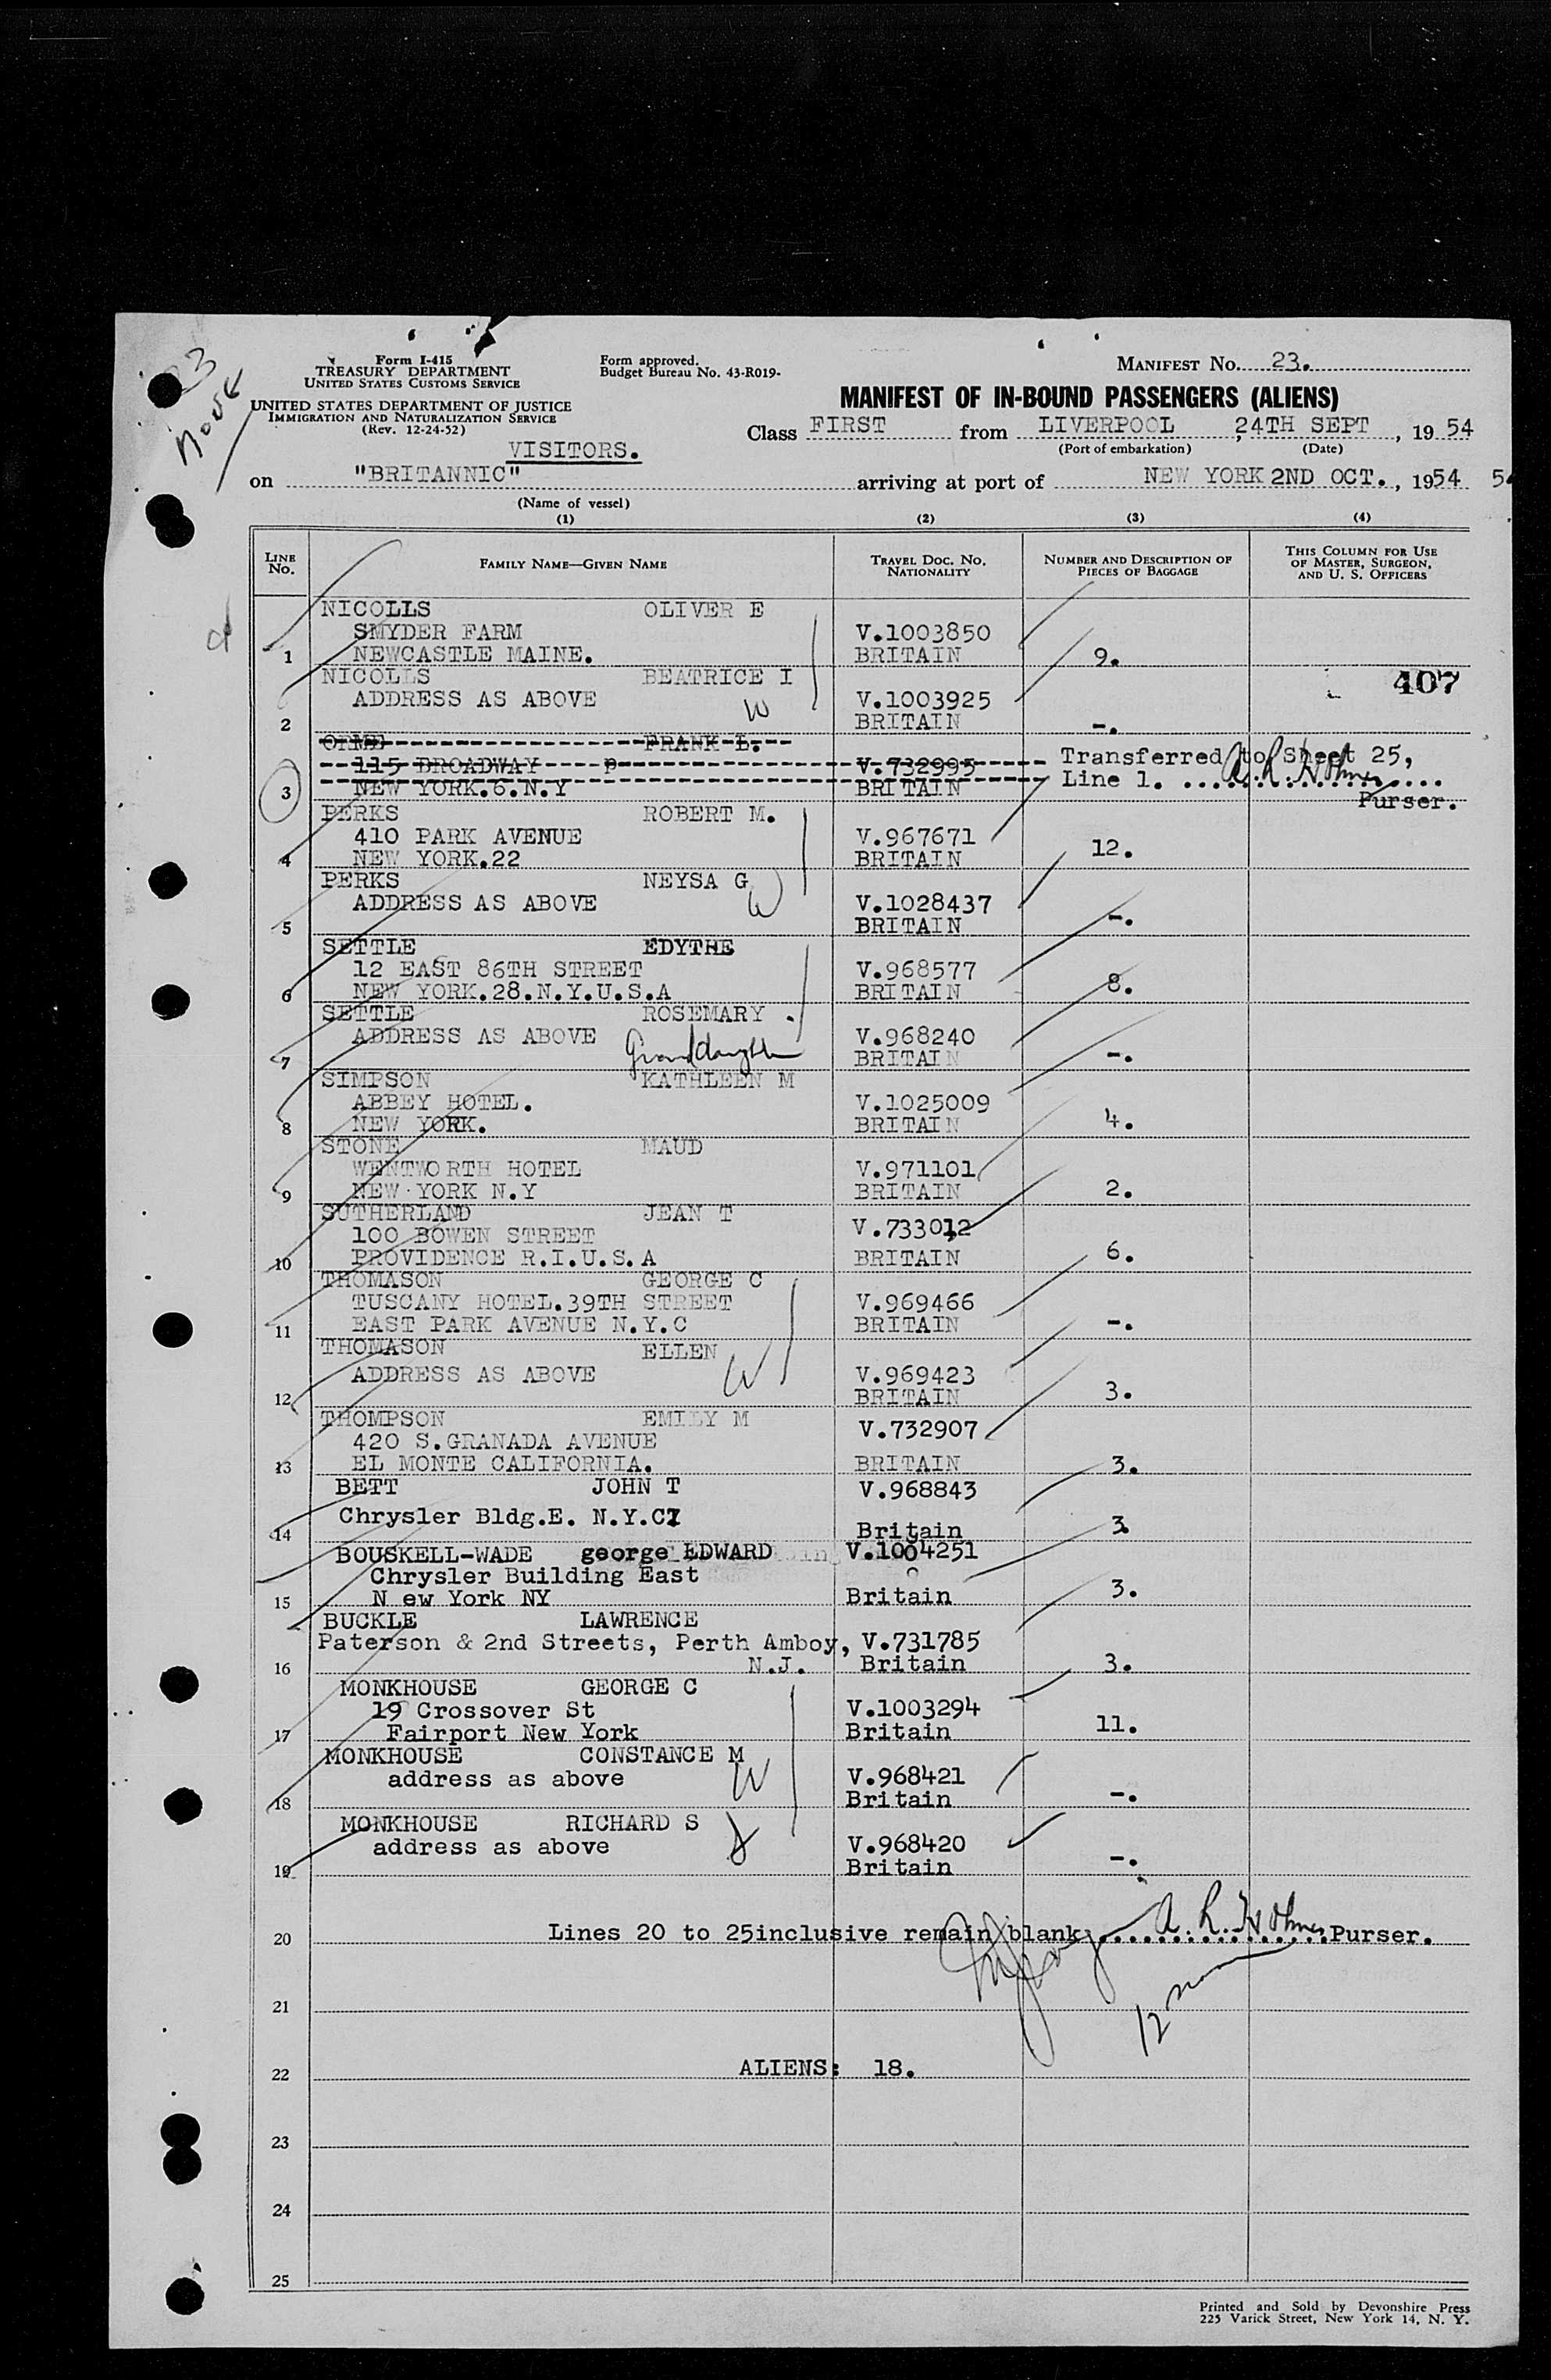 23
Form I-415
TREASURY DEPARTMENT
UNITED STATES CUSTOMS SERVICE
UNITED STATES DEPARTMENT OF JUSTICE
IMMIGRATION AND NATURALIZATION SERVICE
(Rev. 12-24-52)
Form approved.
Budget Bureau No. 43-R019-
MANIFEST No. 23.
MANIFEST OF IN-BOUND PASSENGERS (ALIENS)
Class FIRST from LIVERPOOL, 24TH SEPT, 19 54
(Port of embarkation) (Date)
VISITORS.
on "BRITANNIC" arriving at port of NEW YORK 2ND OCT., 1954
(Name of vessel)
(1) (2) (3) (4)
LINE No. FAMILY NAME—GIVEN NAME TRAVEL DOC. No. NATIONALITY NUMBER AND DESCRIPTION OF PIECES OF BAGGAGE THIS COLUMN FOR USE OF MASTER, SURGEON, AND U. S. OFFICERS
NICOLLS OLIVER E
SMYDER FARM V.1003850
1 NEWCASTLE MAINE. BRITAIN 9.
NICOLLS BEATRICE I 407
ADDRESS AS ABOVE W V.1003925
2 BRITAIN -.
ORME FRANK L.
115 BROADWAY P V.732995 Transferred to Sheet 25,
3 NEW YORK.6.N.Y BRITAIN Line 1. A. R. Holmes
Purser.
PERKS ROBERT M.
410 PARK AVENUE V.967671
4 NEW YORK.22 BRITAIN 12.
PERKS NEYSA G
ADDRESS AS ABOVE W V.1028437
5 BRITAIN -.
SETTLE EDYTHE
12 EAST 86TH STREET V.968577
6 NEW YORK.28.N.Y.U.S.A BRITAIN 8.
SETTLE ROSEMARY.
ADDRESS AS ABOVE Granddaughter V.968240
7 BRITAIN -.
SIMPSON KATHLEEN M
ABBEY HOTEL. V.1025009
8 NEW YORK. BRITAIN 4.
STONE MAUD
WENTWORTH HOTEL V.971101
9 NEW YORK N.Y BRITAIN 2.
SUTHERLAND JEAN T
100 BOWEN STREET V.733012
10 PROVIDENCE R.I.U.S.A BRITAIN 6.
THOMASON GEORGE C
TUSCANY HOTEL.39TH STREET V.969466
11 EAST PARK AVENUE N.Y.C BRITAIN -.
THOMASON ELLEN
ADDRESS AS ABOVE W V.969423
12 BRITAIN 3.
THOMPSON EMILY M
420 S.GRANADA AVENUE V.732907
13 EL MONTE CALIFORNIA. BRITAIN 3.
BETT JOHN T V.968843
Chrysler Bldg.E. N.Y.C7
14 Britain 3.
BOUSKELL-WADE george EDWARD V.1004251
Chrysler Building East
15 N ew York NY Britain 3.
BUCKLE LAWRENCE
Paterson & 2nd Streets, Perth Amboy, V.731785
16 N.J. Britain 3.
MONKHOUSE GEORGE C
19 Crossover St V.1003294
17 Fairport New York Britain 11.
MONKHOUSE CONSTANCE M
address as above W V.968421
18 Britain -.
MONKHOUSE RICHARD S
address as above V.968420
19 Britain -.
20 Lines 20 to 25inclusive remain blank. A. R. Holmes Purser.
21
22 ALIENS: 18.
23
24
25
Printed and Sold by Devonshire Press
225 Varick Street, New York 14, N. Y.